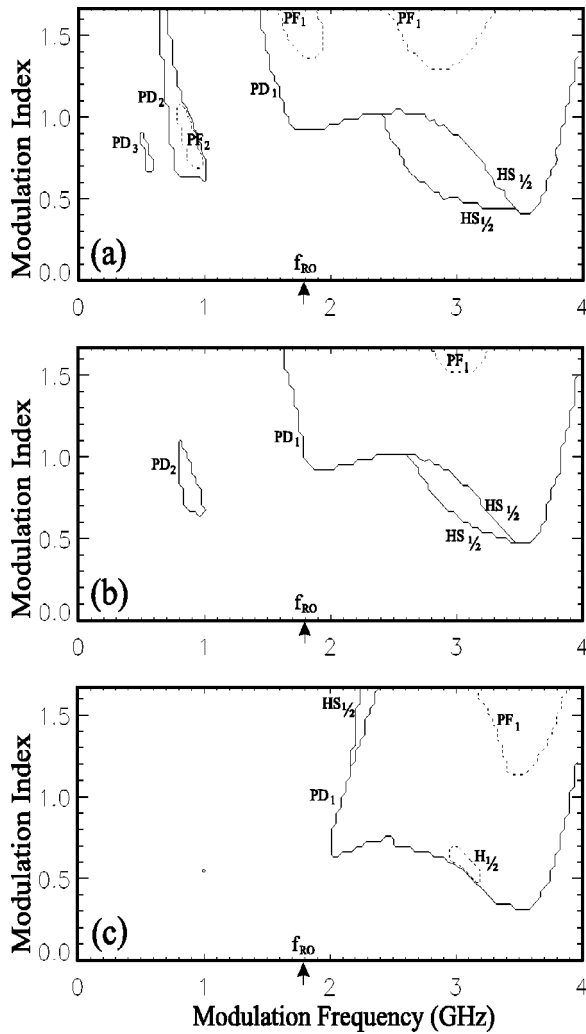 Modulation Index
1.5
1.0
0.5
0.0
PF₁ PF₁
PD₁
PD₂
PF₂
PD₃
HS½
HS½
(a)
f_RO
0 1 2 3 4
Modulation Index
1.5
1.0
0.5
0.0
PF₁
PD₁
PD₂
HS½
HS½
(b)
f_RO
0 1 2 3 4
Modulation Index
1.5
1.0
0.5
0.0
HS½
PF₁
PD₁
H½
(c)
f_RO
0 1 2 3 4
Modulation Frequency (GHz)